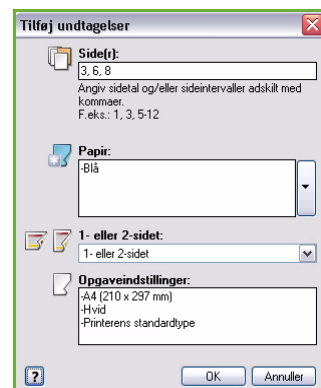 Tilføj undtagelser
Side(r):
3, 6, 8
Angiv sidetal og/eller sideintervaller adskilt med
kommaer.
F.eks.: 1, 3, 5-12
Papir:
-Blå
1- eller 2-sidet:
1- eller 2-sidet
Opgaveindstillinger:
-A4 (210 x 297 mm)
-Hvid
-Printerens standardtype
?
OK
Annuller